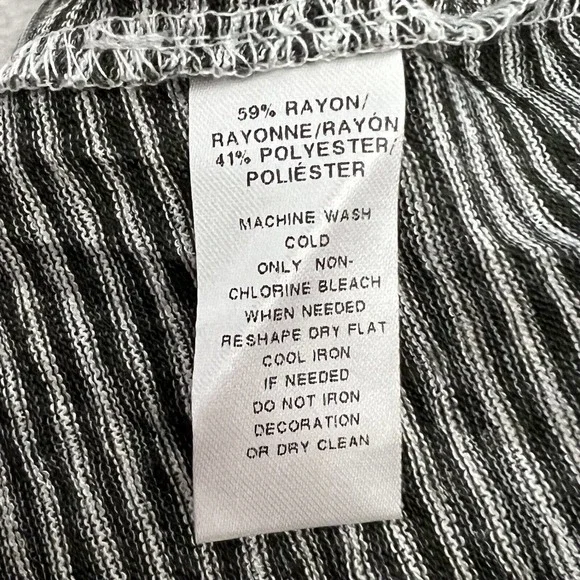 59% RAYON/
RAYONNE/RAYÓN
41% POLYESTER/
POLIÉSTER
MACHINE WASH
COLD
ONLY NON-
CHLORINE BLEACH
WHEN NEEDED
RESHAPE DRY FLAT
COOL IRON
IF NEEDED
DO NOT IRON
DECORATION
OR DRY CLEAN